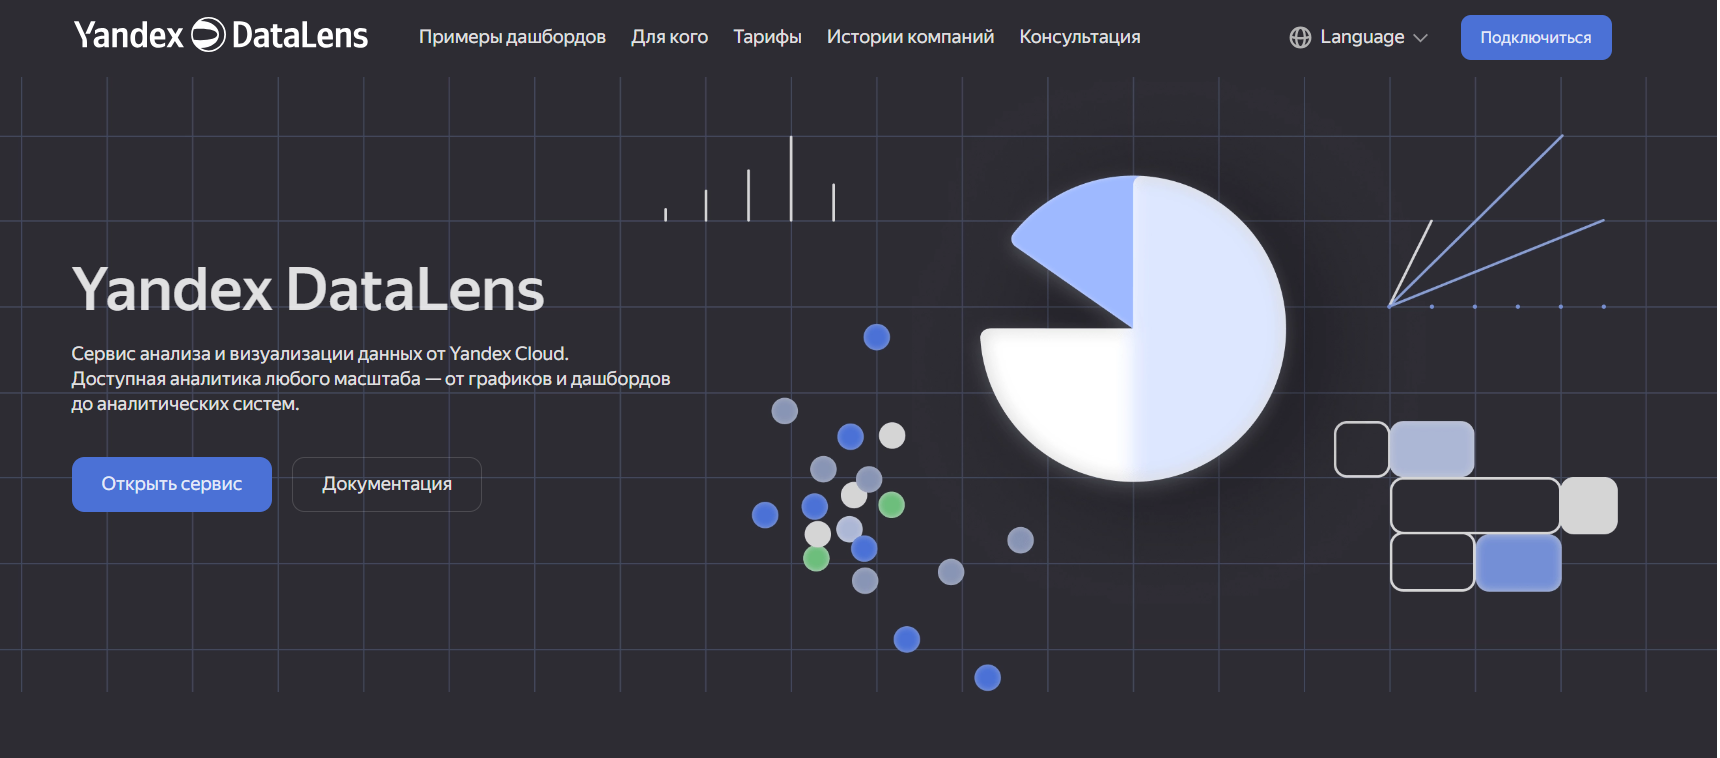 Yandex DataLens
Примеры дашбордов
Для кого
Тарифы
Истории компаний
Консультация
Language
Подключиться
Yandex DataLens
Сервис анализа и визуализации данных от Yandex Cloud.
Доступная аналитика любого масштаба — от графиков и дашбордов
до аналитических систем.
Открыть сервис
Документация